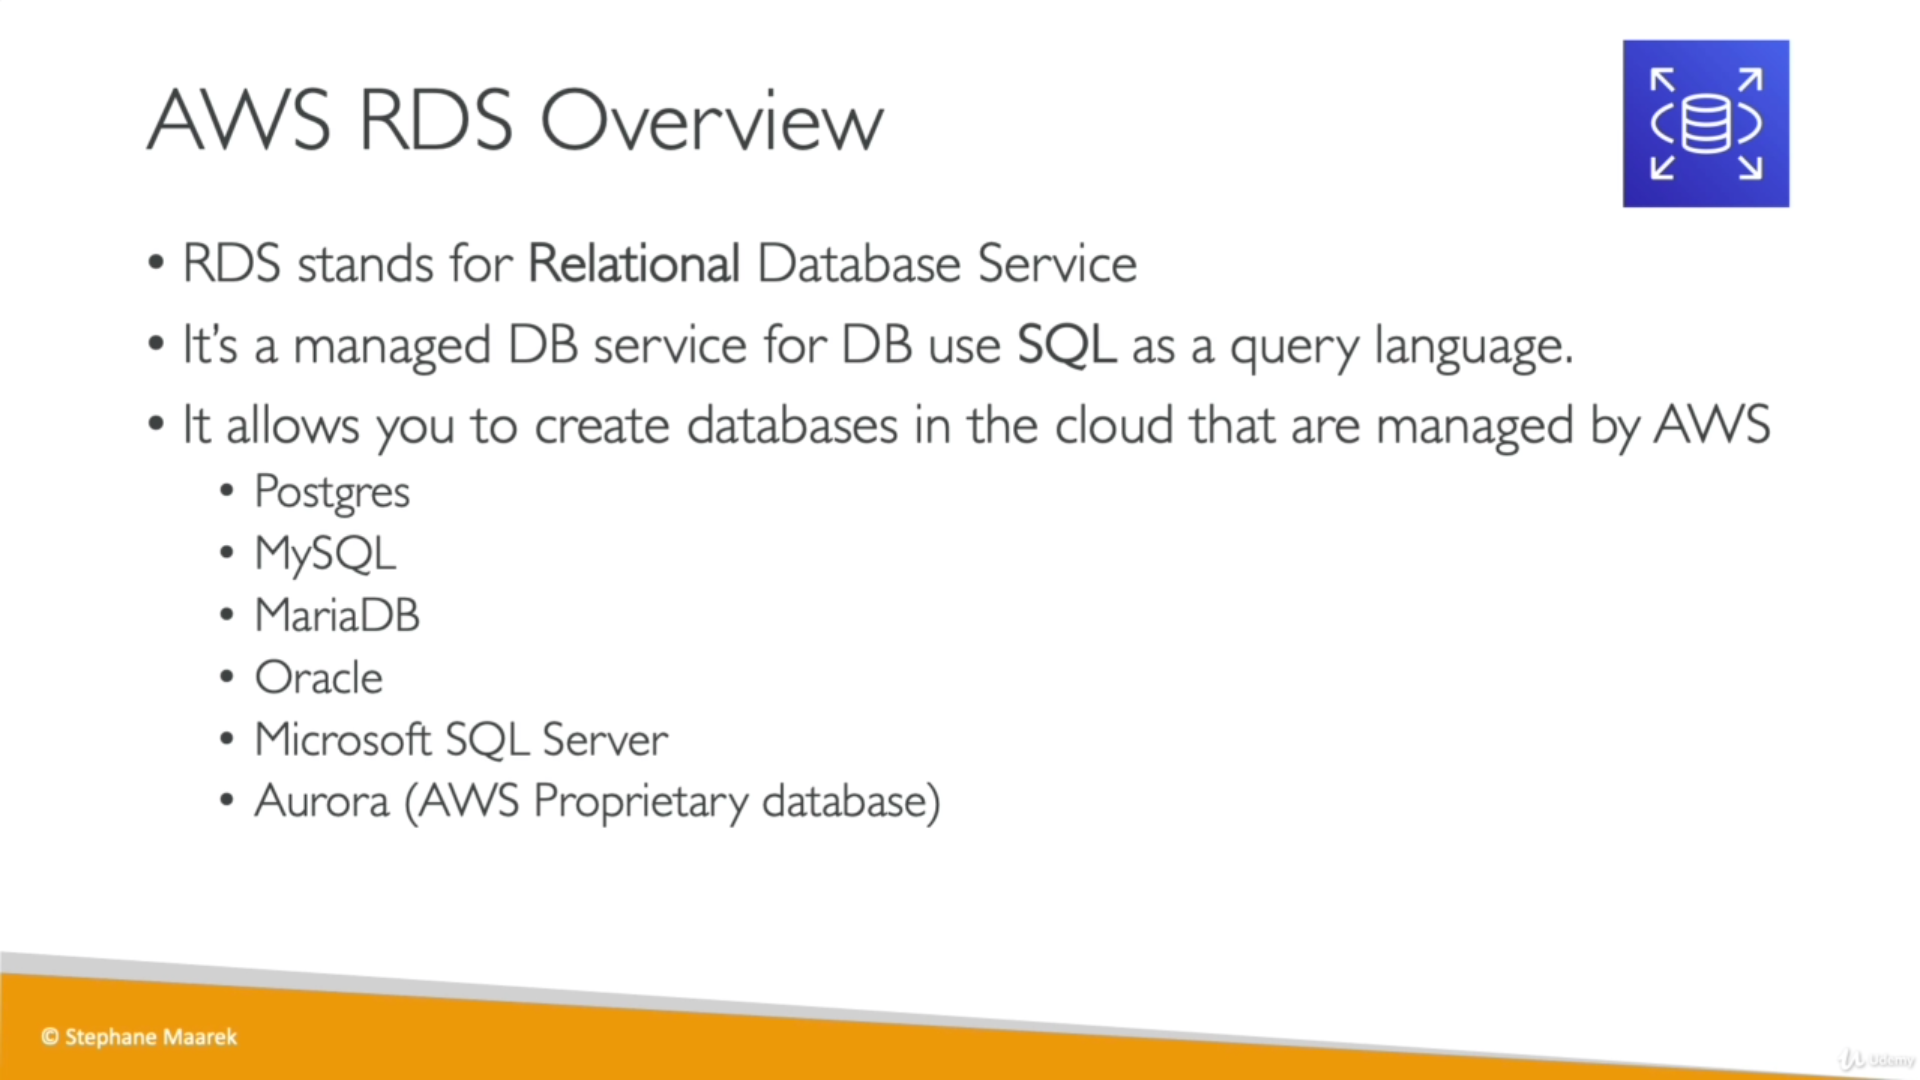 AWS RDS Overview
• RDS stands for Relational Database Service
• It's a managed DB service for DB use SQL as a query language.
• It allows you to create databases in the cloud that are managed by AWS
• Postgres
• MySQL
• MariaDB
• Oracle
• Microsoft SQL Server
• Aurora (AWS Proprietary database)
© Stephane Maarek
Udemy